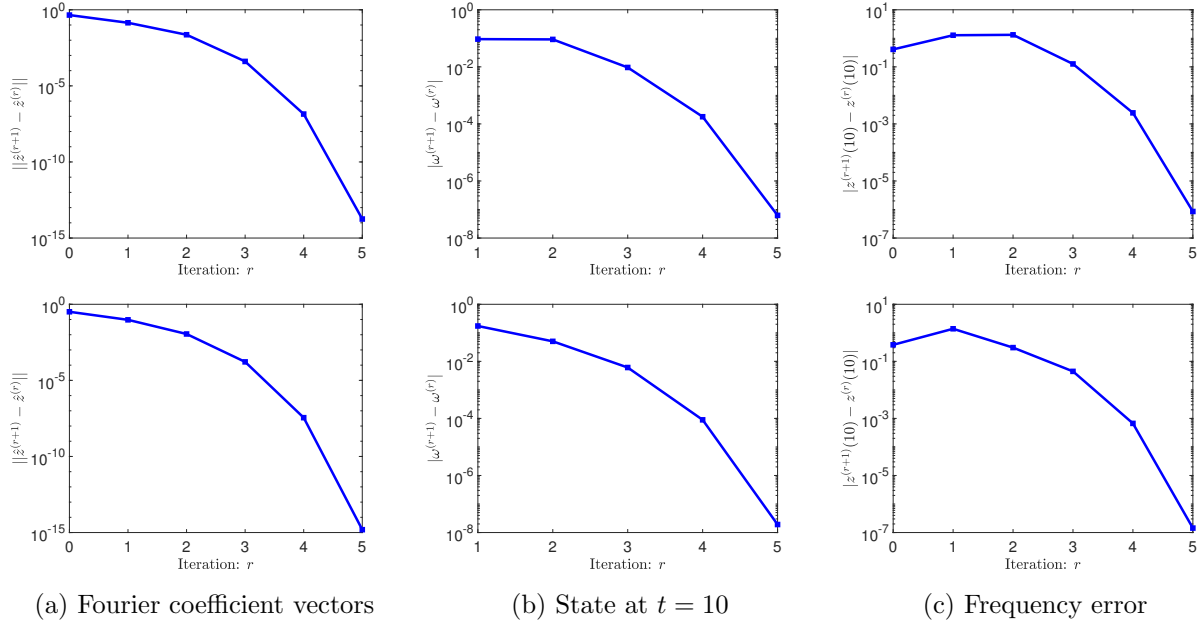 10^0
10^-5
10^-10
10^-15
0 1 2 3 4 5
Iteration: r
||ẑ^(r+1) − ẑ^(r)||
10^0
10^-2
10^-4
10^-6
10^-8
1 2 3 4 5
Iteration: r
|ω^(r+1) − ω^(r)|
10^1
10^-1
10^-3
10^-5
10^-7
0 1 2 3 4 5
Iteration: r
|z^(r+1)(10) − z^(r)(10)|
10^0
10^-5
10^-10
10^-15
0 1 2 3 4 5
Iteration: r
||ẑ^(r+1) − ẑ^(r)||
10^0
10^-2
10^-4
10^-6
10^-8
1 2 3 4 5
Iteration: r
|ω^(r+1) − ω^(r)|
10^1
10^-1
10^-3
10^-5
10^-7
0 1 2 3 4 5
Iteration: r
|z^(r+1)(10) − z^(r)(10)|
(a) Fourier coefficient vectors
(b) State at t = 10
(c) Frequency error